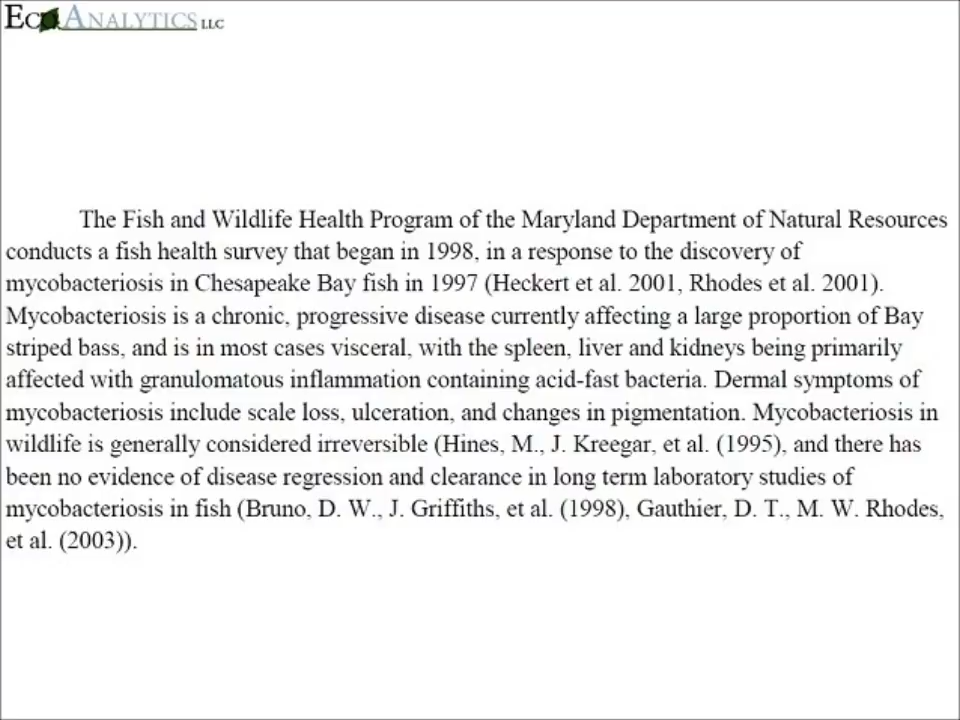 EcoAnalytics LLC
The Fish and Wildlife Health Program of the Maryland Department of Natural Resources
conducts a fish health survey that began in 1998, in a response to the discovery of
mycobacteriosis in Chesapeake Bay fish in 1997 (Heckert et al. 2001, Rhodes et al. 2001).
Mycobacteriosis is a chronic, progressive disease currently affecting a large proportion of Bay
striped bass, and is in most cases visceral, with the spleen, liver and kidneys being primarily
affected with granulomatous inflammation containing acid-fast bacteria. Dermal symptoms of
mycobacteriosis include scale loss, ulceration, and changes in pigmentation. Mycobacteriosis in
wildlife is generally considered irreversible (Hines, M., J. Kreegar, et al. (1995), and there has
been no evidence of disease regression and clearance in long term laboratory studies of
mycobacteriosis in fish (Bruno, D. W., J. Griffiths, et al. (1998), Gauthier, D. T., M. W. Rhodes,
et al. (2003)).